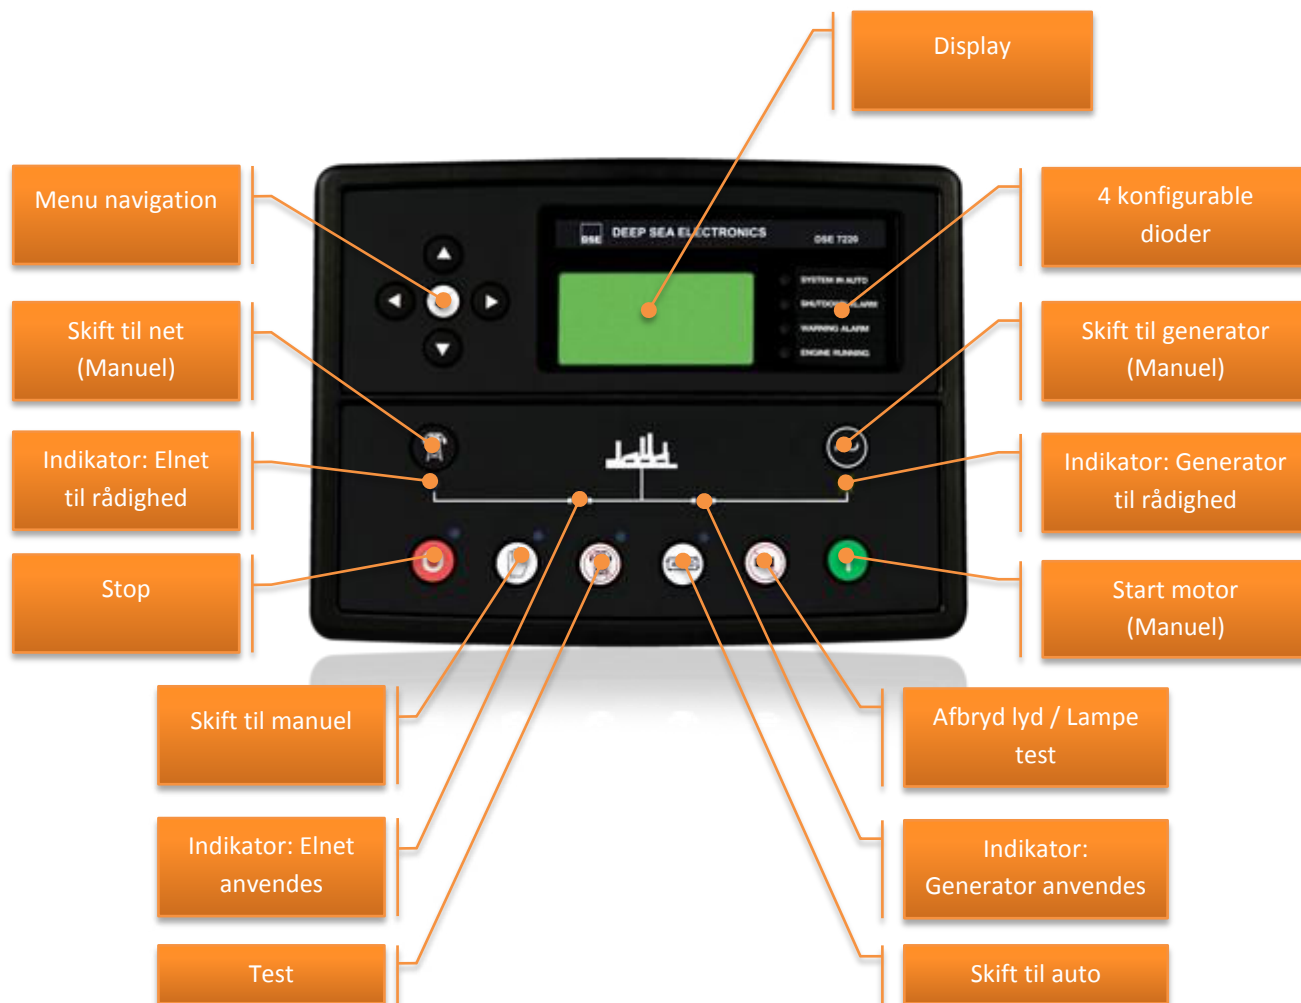 Display
Menu navigation
4 konfigurable
dioder
DSE
DEEP SEA ELECTRONICS
DSE 7220
SYSTEM IN AUTO
SHUTDOWN ALARM
WARNING ALARM
ENGINE RUNNING
Skift til net
(Manuel)
Skift til generator
(Manuel)
Indikator: Elnet
til rådighed
Indikator: Generator
til rådighed
Stop
Start motor
(Manuel)
Skift til manuel
Afbryd lyd / Lampe
test
Indikator: Elnet
anvendes
Indikator:
Generator anvendes
Test
Skift til auto